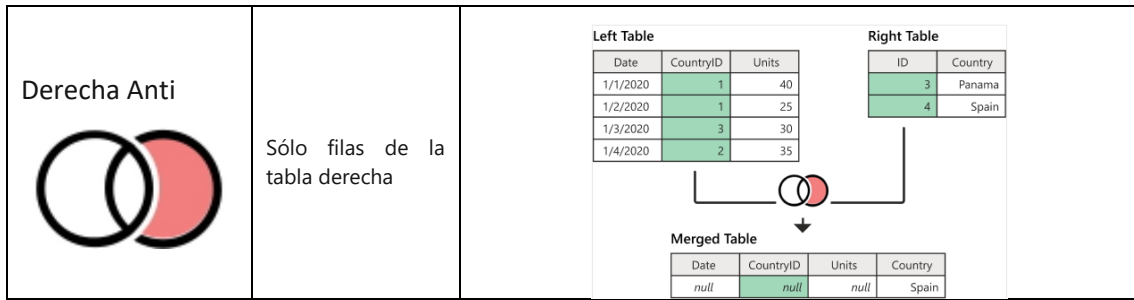 Derecha Anti
Sólo filas de la
tabla derecha
Left Table
Date CountryID Units
1/1/2020 1 40
1/2/2020 1 25
1/3/2020 3 30
1/4/2020 2 35
Right Table
ID Country
3 Panama
4 Spain
Merged Table
Date CountryID Units Country
null null null Spain